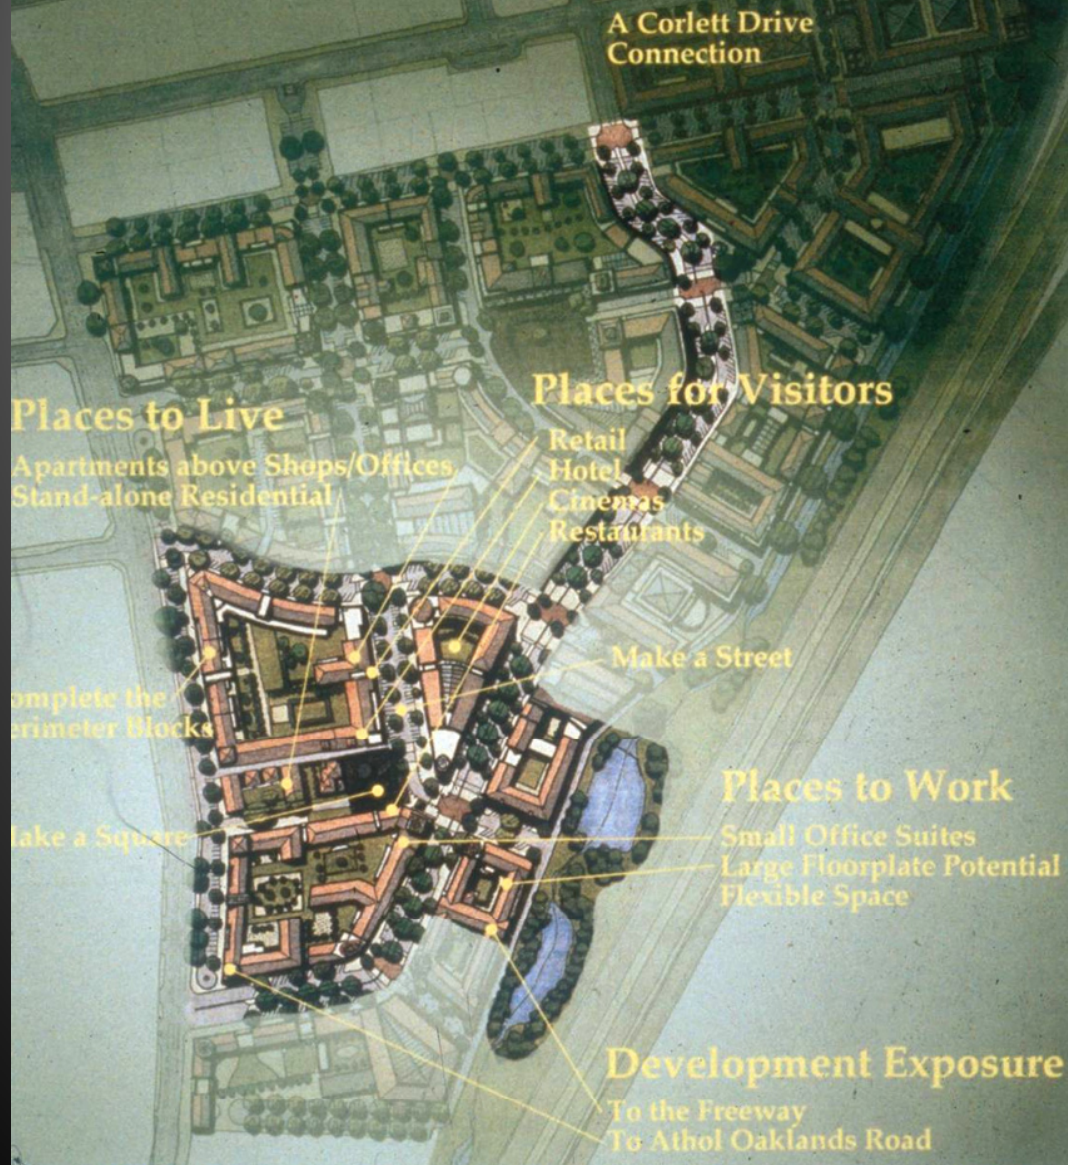 A Corlett Drive
Connection
Places for Visitors
Retail
Hotel
Cinemas
Restaurants
Places to Live
Apartments above Shops/Offices
Stand-alone Residential
Make a Street
omplete the
erimeter Blocks
ake a Square
Places to Work
Small Office Suites
Large Floorplate Potential
Flexible Space
Development Exposure
To the Freeway
To Athol Oaklands Road